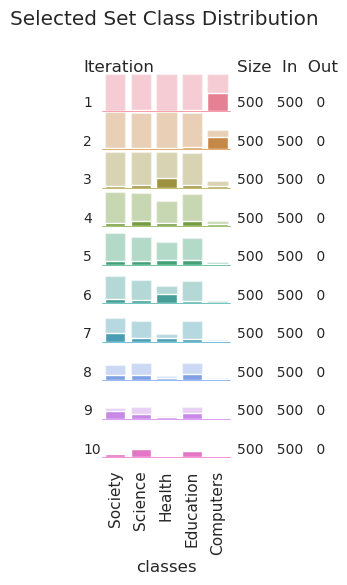 Selected Set Class Distribution
Iteration Size In Out
1 500 500 0
2 500 500 0
3 500 500 0
4 500 500 0
5 500 500 0
6 500 500 0
7 500 500 0
8 500 500 0
9 500 500 0
10 500 500 0
Society
Science
Health
Education
Computers
classes